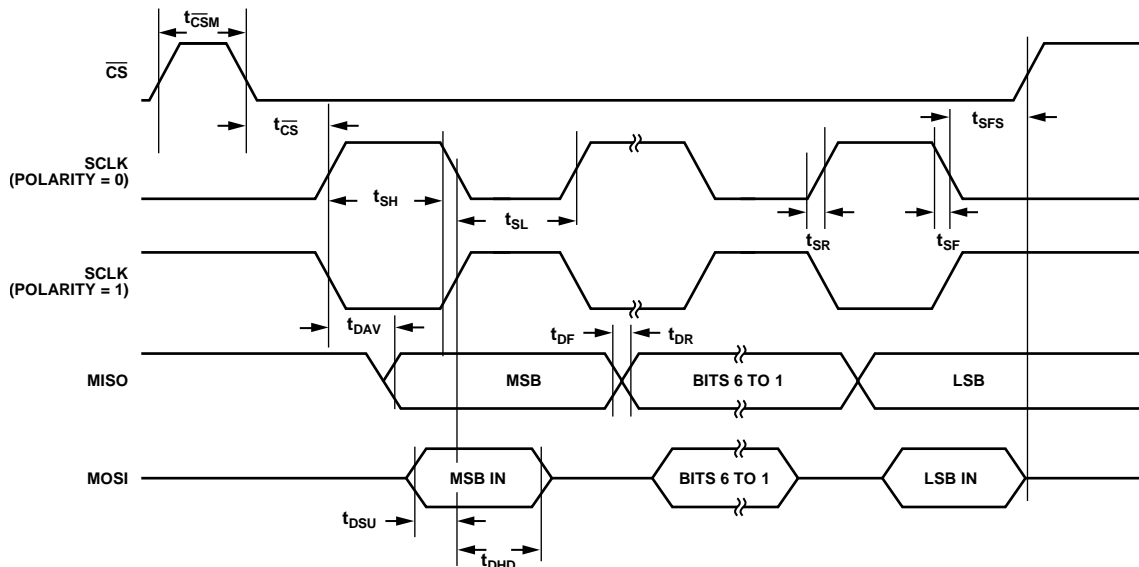 tCSM
CS
tCS
tSFS
SCLK
(POLARITY = 0)
tSH
tSL
tSR
tSF
SCLK
(POLARITY = 1)
tDAV
tDF
tDR
MISO
MSB
BITS 6 TO 1
LSB
MOSI
MSB IN
BITS 6 TO 1
LSB IN
tDSU
tDHD